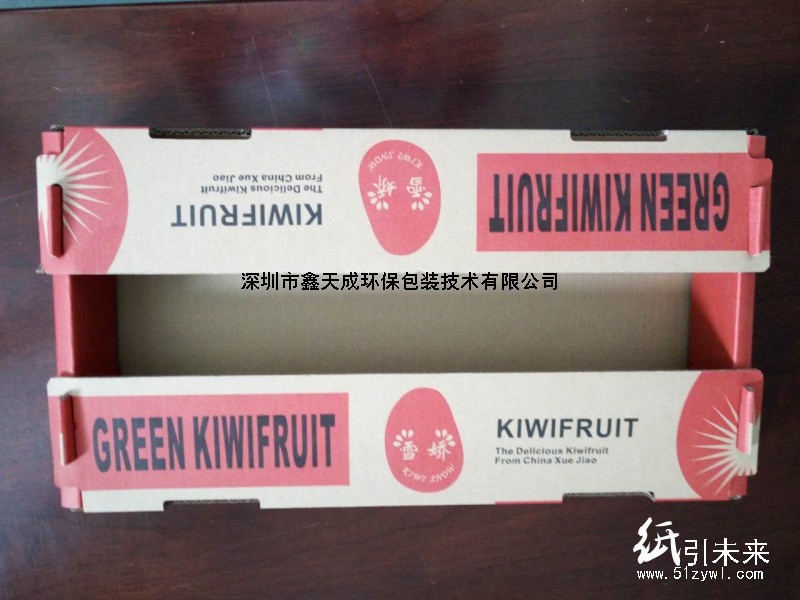 GREEN KIWIFRUIT
雪娇
KIWI SNOW
KIWIFRUIT
The Delicious Kiwifruit
From China Xue Jiao
深圳市鑫天成环保包装技术有限公司
GREEN KIWIFRUIT
雪娇
KIWI SNOW
KIWIFRUIT
The Delicious Kiwifruit
From China Xue Jiao
纸引未来
www.51zywl.com